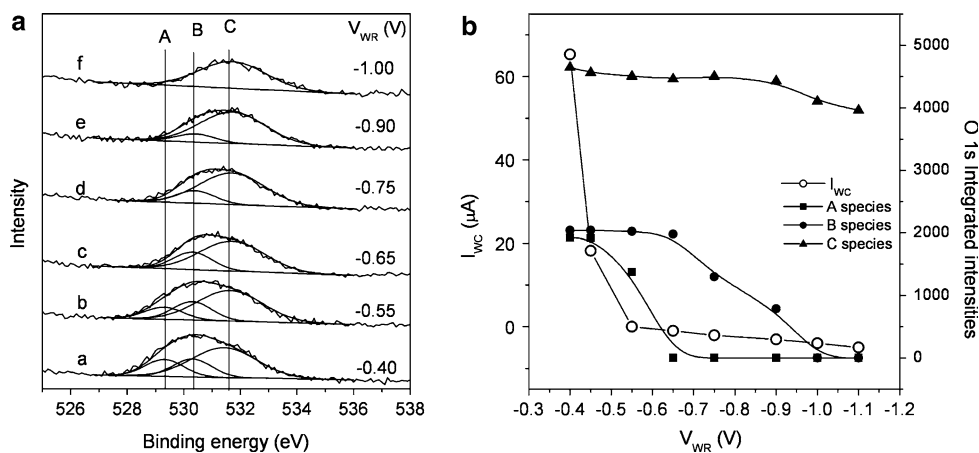 a
A B C V_WR (V)
f -1.00
e -0.90
d -0.75
c -0.65
b -0.55
a -0.40
Intensity
526 528 530 532 534 536 538
Binding energy (eV)
b
60
40
20
0
I_WC (μA)
5000
4000
3000
2000
1000
0
O 1s Integrated intensities
I_WC
A species
B species
C species
-0.3 -0.4 -0.5 -0.6 -0.7 -0.8 -0.9 -1.0 -1.1 -1.2
V_WR (V)